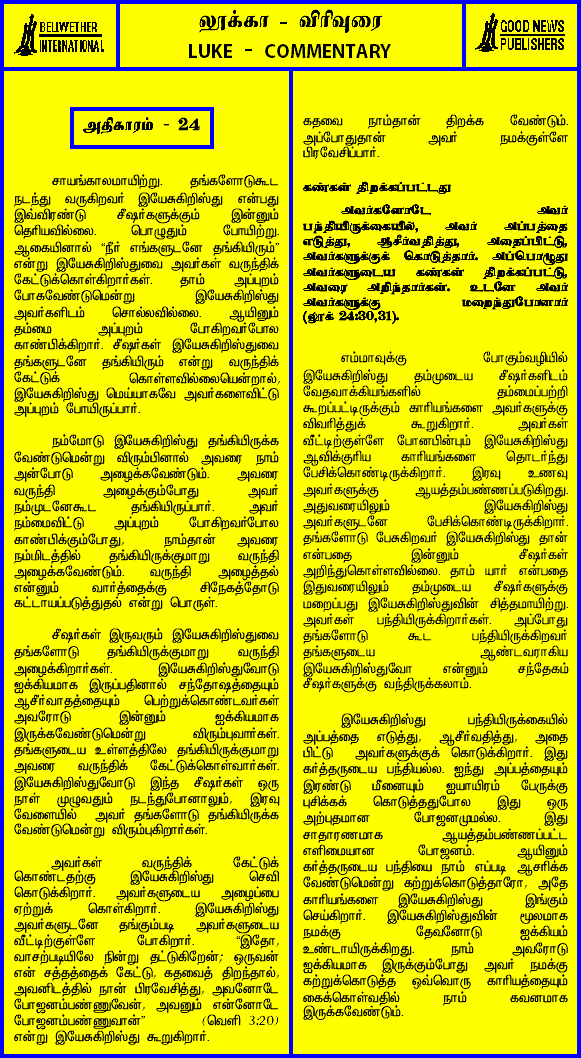 BELIWETHER
INTERNATIONAL
லூக்கா - விரிவுரை
LUKE - COMMENTARY
GOOD NEWS
PUBLISHERS
அதிகாரம் - 24
சாயங்காலமாயிற்று. தங்களோடுகூட
நடந்து வருகிறவர் இயேசுகிறிஸ்து என்பது
இவ்விரண்டு சீஷர்களுக்கும் இன்னும்
தெரியவில்லை. பொழுதும் போயிற்று.
ஆகையினால் “நீர் எங்களுடனே தங்கியிரும்”
என்று இயேசுகிறிஸ்துவை அவர்கள் வருந்திக்
கேட்டுக்கொள்கிறார்கள். தாம் அப்புறம்
போகவேண்டுமென்று இயேசுகிறிஸ்து
அவர்களிடம் சொல்லவில்லை. ஆயினும்
தம்மை அப்புறம் போகிறவர்போல
காண்பிக்கிறார். சீஷர்கள் இயேசுகிறிஸ்துவை
தங்களுடனே தங்கியிரும் என்று வருந்திக்
கேட்டுக் கொள்ளவில்லையென்றால்,
இயேசுகிறிஸ்து மெய்யாகவே அவர்களைவிட்டு
அப்புறம் போயிருப்பார்.
நம்மோடு இயேசுகிறிஸ்து தங்கியிருக்க
வேண்டுமென்று விரும்பினால் அவரை நாம்
அன்போடு அழைக்கவேண்டும். அவரை
வருந்தி அழைக்கும்போது அவர்
நம்முடனேகூட தங்கியிருப்பார். அவர்
நம்மைவிட்டு அப்புறம் போகிறவர்போல
காண்பிக்கும்போது, நாம்தான் அவரை
நம்மிடத்தில் தங்கியிருக்குமாறு வருந்தி
அழைக்கவேண்டும். வருந்தி அழைத்தல்
என்னும் வார்த்தைக்கு சிநேகத்தோடு
கட்டாயப்படுத்துதல் என்று பொருள்.
சீஷர்கள் இருவரும் இயேசுகிறிஸ்துவை
தங்களோடு தங்கியிருக்குமாறு வருந்தி
அழைக்கிறார்கள். இயேசுகிறிஸ்துவோடு
ஐக்கியமாக இருப்பதினால் சந்தோஷத்தையும்
ஆசீர்வாதத்தையும் பெற்றுக்கொண்டவர்கள்
அவரோடு இன்னும் ஐக்கியமாக
இருக்கவேண்டுமென்று விரும்புவார்கள்.
தங்களுடைய உள்ளத்திலே தங்கியிருக்குமாறு
அவரை வருந்திக் கேட்டுக்கொள்வார்கள்.
இயேசுகிறிஸ்துவோடு இந்த சீஷர்கள் ஒரு
நாள் முழுவதும் நடந்துபோனாலும், இரவு
வேளையில் அவர் தங்களோடு தங்கியிருக்க
வேண்டுமென்று விரும்புகிறார்கள்.
அவர்கள் வருந்திக் கேட்டுக்
கொண்டதற்கு இயேசுகிறிஸ்து செவி
கொடுக்கிறார். அவர்களுடைய அழைப்பை
ஏற்றுக் கொள்கிறார். இயேசுகிறிஸ்து
அவர்களுடனே தங்கும்படி அவர்களுடைய
வீட்டிற்குள்ளே போகிறார். “இதோ,
வாசற்படியிலே நின்று தட்டுகிறேன்; ஒருவன்
என் சத்தத்தைக் கேட்டு, கதவைத் திறந்தால்,
அவனிடத்தில் நான் பிரவேசித்து, அவனோடே
போஜனம்பண்ணுவேன், அவனும் என்னோடே
போஜனம்பண்ணுவான்” (வெளி 3:20)
என்று இயேசுகிறிஸ்து கூறுகிறார்.
கதவை நாம்தான் திறக்க வேண்டும்.
அப்போதுதான் அவர் நமக்குள்ளே
பிரவேசிப்பார்.
கண்கள் திறக்கப்பட்டது
அவர்களோடே அவர்
பந்தியிருக்கையில், அவர் அப்பத்தை
எடுத்து, ஆசீர்வதித்து, அதைப்பிட்டு,
அவர்களுக்குக் கொடுத்தார். அப்பொழுது
அவர்களுடைய கண்கள் திறக்கப்பட்டு,
அவரை அறிந்தார்கள். உடனே அவர்
அவர்களுக்கு மறைந்துபோனார்
(லூக் 24:30,31).
எம்மாவுக்கு போகும்வழியில்
இயேசுகிறிஸ்து தம்முடைய சீஷர்களிடம்
வேதவாக்கியங்களில் தம்மைப்பற்றி
கூறப்பட்டிருக்கும் காரியங்களை அவர்களுக்கு
விவரித்துக் கூறுகிறார். அவர்கள்
வீட்டிற்குள்ளே போனபின்பும் இயேசுகிறிஸ்து
ஆவிக்குரிய காரியங்களை தொடர்ந்து
பேசிக்கொண்டிருக்கிறார். இரவு உணவு
அவர்களுக்கு ஆயத்தம்பண்ணப்படுகிறது.
அதுவரையிலும் இயேசுகிறிஸ்து
அவர்களுடனே பேசிக்கொண்டிருக்கிறார்.
தங்களோடு பேசுகிறவர் இயேசுகிறிஸ்து தான்
என்பதை இன்னும் சீஷர்கள்
அறிந்துகொள்ளவில்லை. தாம் யார் என்பதை
இதுவரையிலும் தம்முடைய சீஷர்களுக்கு
மறைப்பது இயேசுகிறிஸ்துவின் சித்தமாயிற்று.
அவர்கள் பந்தியிருக்கிறார்கள். அப்போது
தங்களோடு கூட பந்தியிருக்கிறவர்
தங்களுடைய ஆண்டவராகிய
இயேசுகிறிஸ்துவோ என்னும் சந்தேகம்
சீஷர்களுக்கு வந்திருக்கலாம்.
இயேசுகிறிஸ்து பந்தியிருக்கையில்
அப்பத்தை எடுத்து, ஆசீர்வதித்து, அதை
பிட்டு அவர்களுக்குக் கொடுக்கிறார். இது
கர்த்தருடைய பந்தியல்ல. ஐந்து அப்பத்தையும்
இரண்டு மீனையும் ஐயாயிரம் பேருக்கு
புசிக்கக் கொடுத்ததுபோல இது ஒரு
அற்புதமான போஜனமுமல்ல. இது
சாதாரணமாக ஆயத்தம்பண்ணப்பட்ட
எளிமையான போஜனம். ஆயினும்
கர்த்தருடைய பந்தியை நாம் எப்படி ஆசரிக்க
வேண்டுமென்று கற்றுக்கொடுத்தாரோ, அதே
காரியங்களை இயேசுகிறிஸ்து இங்கும்
செய்கிறார். இயேசுகிறிஸ்துவின் மூலமாக
நமக்கு தேவனோடு ஐக்கியம்
உண்டாயிருக்கிறது. நாம் அவரோடு
ஐக்கியமாக இருக்கும்போது அவர் நமக்கு
கற்றுக்கொடுத்த ஒவ்வொரு காரியத்தையும்
கைக்கொள்வதில் நாம் கவனமாக
இருக்கவேண்டும்.